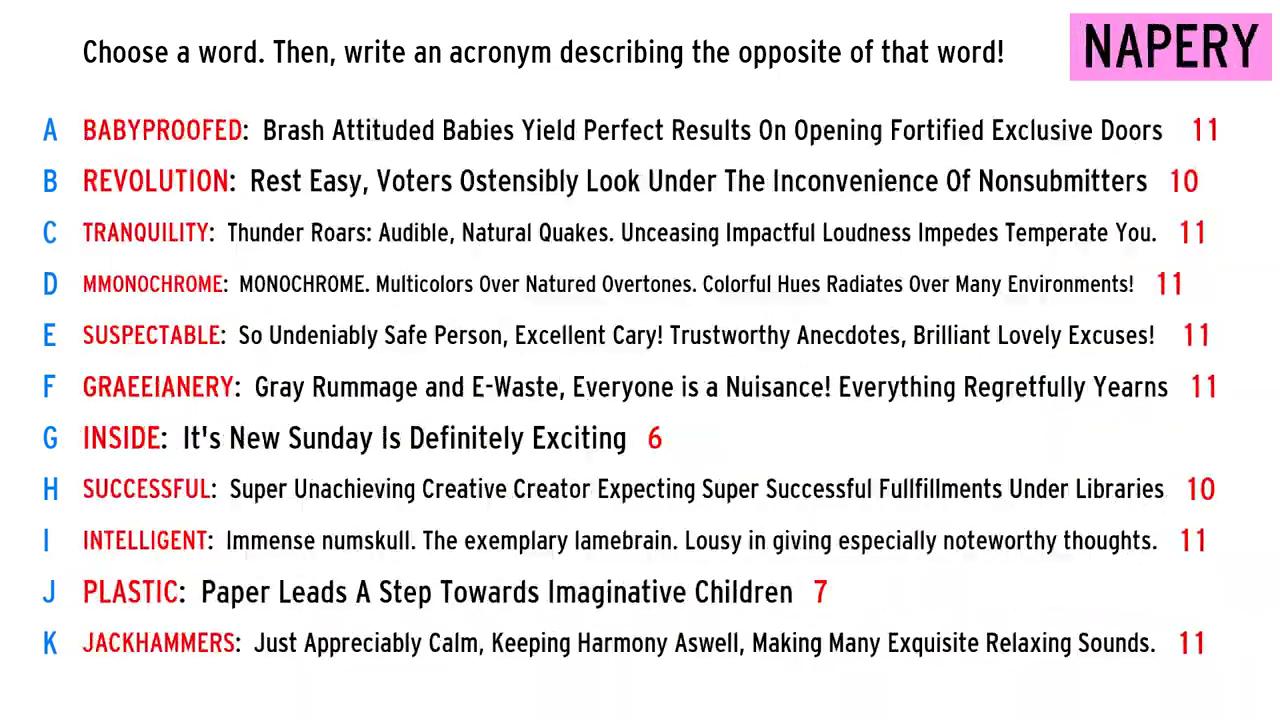 Choose a word. Then, write an acronym describing the opposite of that word!
NAPERY
A BABYPROOFED: Brash Attituded Babies Yield Perfect Results On Opening Fortified Exclusive Doors 11
B REVOLUTION: Rest Easy, Voters Ostensibly Look Under The Inconvenience Of Nonsubmitters 10
C TRANQUILITY: Thunder Roars: Audible, Natural Quakes. Unceasing Impactful Loudness Impedes Temperate You. 11
D MMONOCHROME: MONOCHROME. Multicolors Over Natured Overtones. Colorful Hues Radiates Over Many Environments! 11
E SUSPECTABLE: So Undeniably Safe Person, Excellent Cary! Trustworthy Anecdotes, Brilliant Lovely Excuses! 11
F GRAEEIANERY: Gray Rummage and E-Waste, Everyone is a Nuisance! Everything Regretfully Yearns 11
G INSIDE: It's New Sunday Is Definitely Exciting 6
H SUCCESSFUL: Super Unachieving Creative Creator Expecting Super Successful Fullfillments Under Libraries 10
I INTELLIGENT: Immense numskull. The exemplary lamebrain. Lousy in giving especially noteworthy thoughts. 11
J PLASTIC: Paper Leads A Step Towards Imaginative Children 7
K JACKHAMMERS: Just Appreciably Calm, Keeping Harmony Aswell, Making Many Exquisite Relaxing Sounds. 11